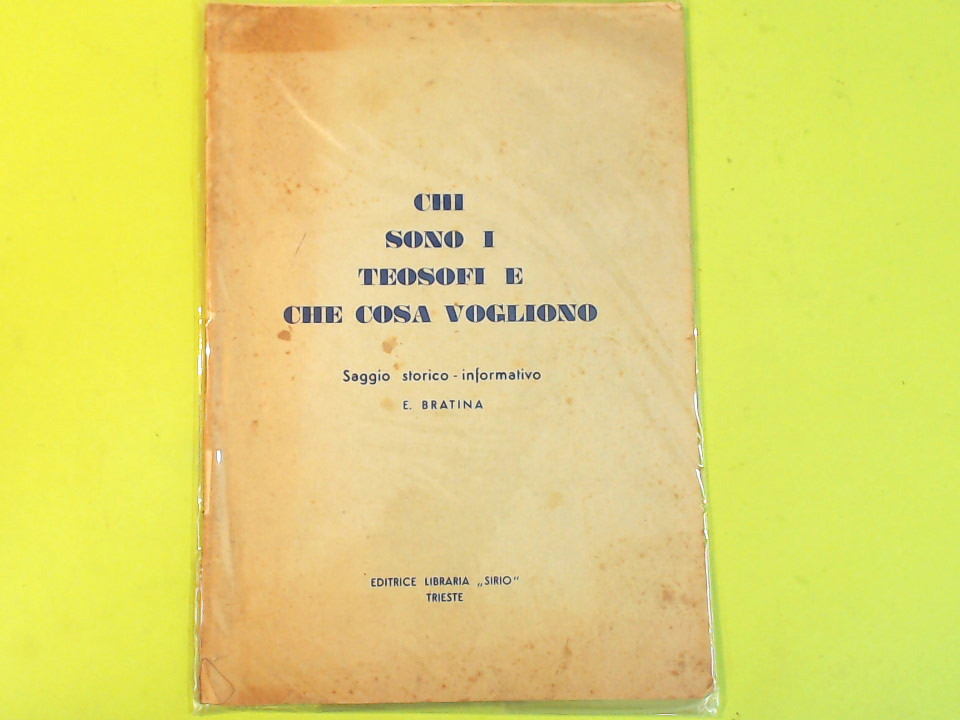 CHI
SONO I
TEOSOFI E
CHE COSA VOGLIONO
Saggio storico - informativo
E. BRATINA
EDITRICE LIBRARIA „SIRIO“
TRIESTE